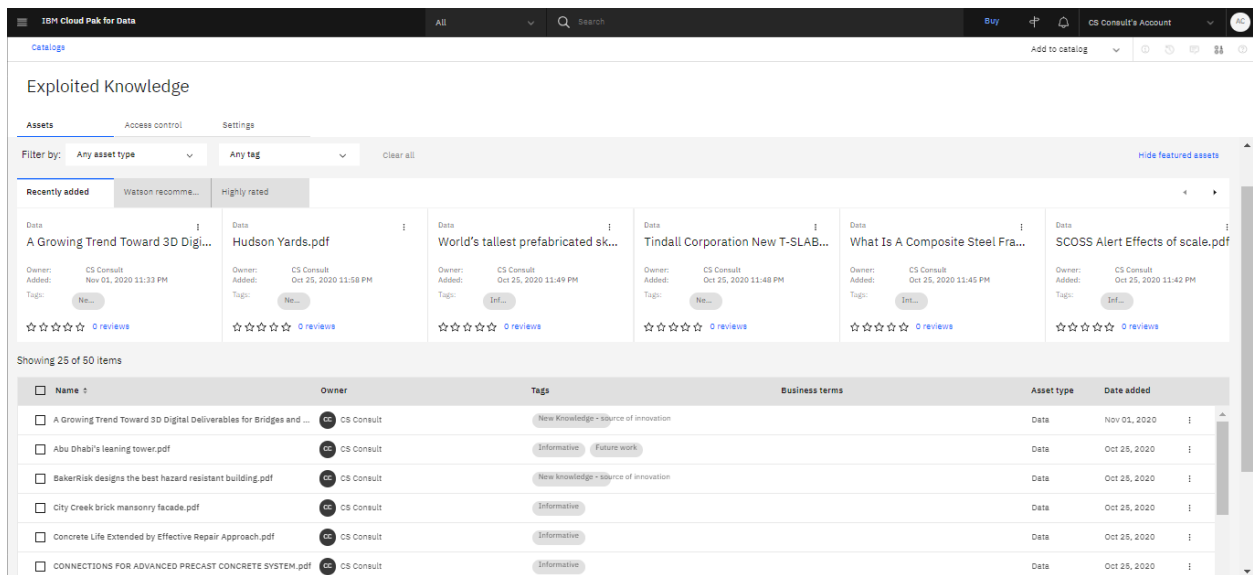 IBM Cloud Pak for Data
All
Search
Buy
CS Consult's Account
AC
Catalogs
Add to catalog
Exploited Knowledge
Assets Access control Settings
Filter by: Any asset type Any tag Clear all Hide featured assets
Recently added Watson recomme... Highly rated
Data
A Growing Trend Toward 3D Digi...
Owner: CS Consult
Added: Nov 01, 2020 11:33 PM
Tags: Ne...
0 reviews
Data
Hudson Yards.pdf
Owner: CS Consult
Added: Oct 25, 2020 11:58 PM
Tags: Ne...
0 reviews
Data
World's tallest prefabricated sk...
Owner: CS Consult
Added: Oct 25, 2020 11:49 PM
Tags: Inf...
0 reviews
Data
Tindall Corporation New T-SLAB...
Owner: CS Consult
Added: Oct 25, 2020 11:48 PM
Tags: Ne...
0 reviews
Data
What Is A Composite Steel Fra...
Owner: CS Consult
Added: Oct 25, 2020 11:45 PM
Tags: Int...
0 reviews
Data
SCOSS Alert Effects of scale.pdf
Owner: CS Consult
Added: Oct 25, 2020 11:42 PM
Tags: Inf...
0 reviews
Showing 25 of 50 items
Name Owner Tags Business terms Asset type Date added
A Growing Trend Toward 3D Digital Deliverables for Bridges and ... CC CS Consult New Knowledge - source of innovation Data Nov 01, 2020
Abu Dhabi's leaning tower.pdf CC CS Consult Informative Future work Data Oct 25, 2020
BakerRisk designs the best hazard resistant building.pdf CC CS Consult New knowledge - source of innovation Data Oct 25, 2020
City Creek brick mansonry facade.pdf CC CS Consult Informative Data Oct 25, 2020
Concrete Life Extended by Effective Repair Approach.pdf CC CS Consult Informative Data Oct 25, 2020
CONNECTIONS FOR ADVANCED PRECAST CONCRETE SYSTEM.pdf CC CS Consult Informative Data Oct 25, 2020